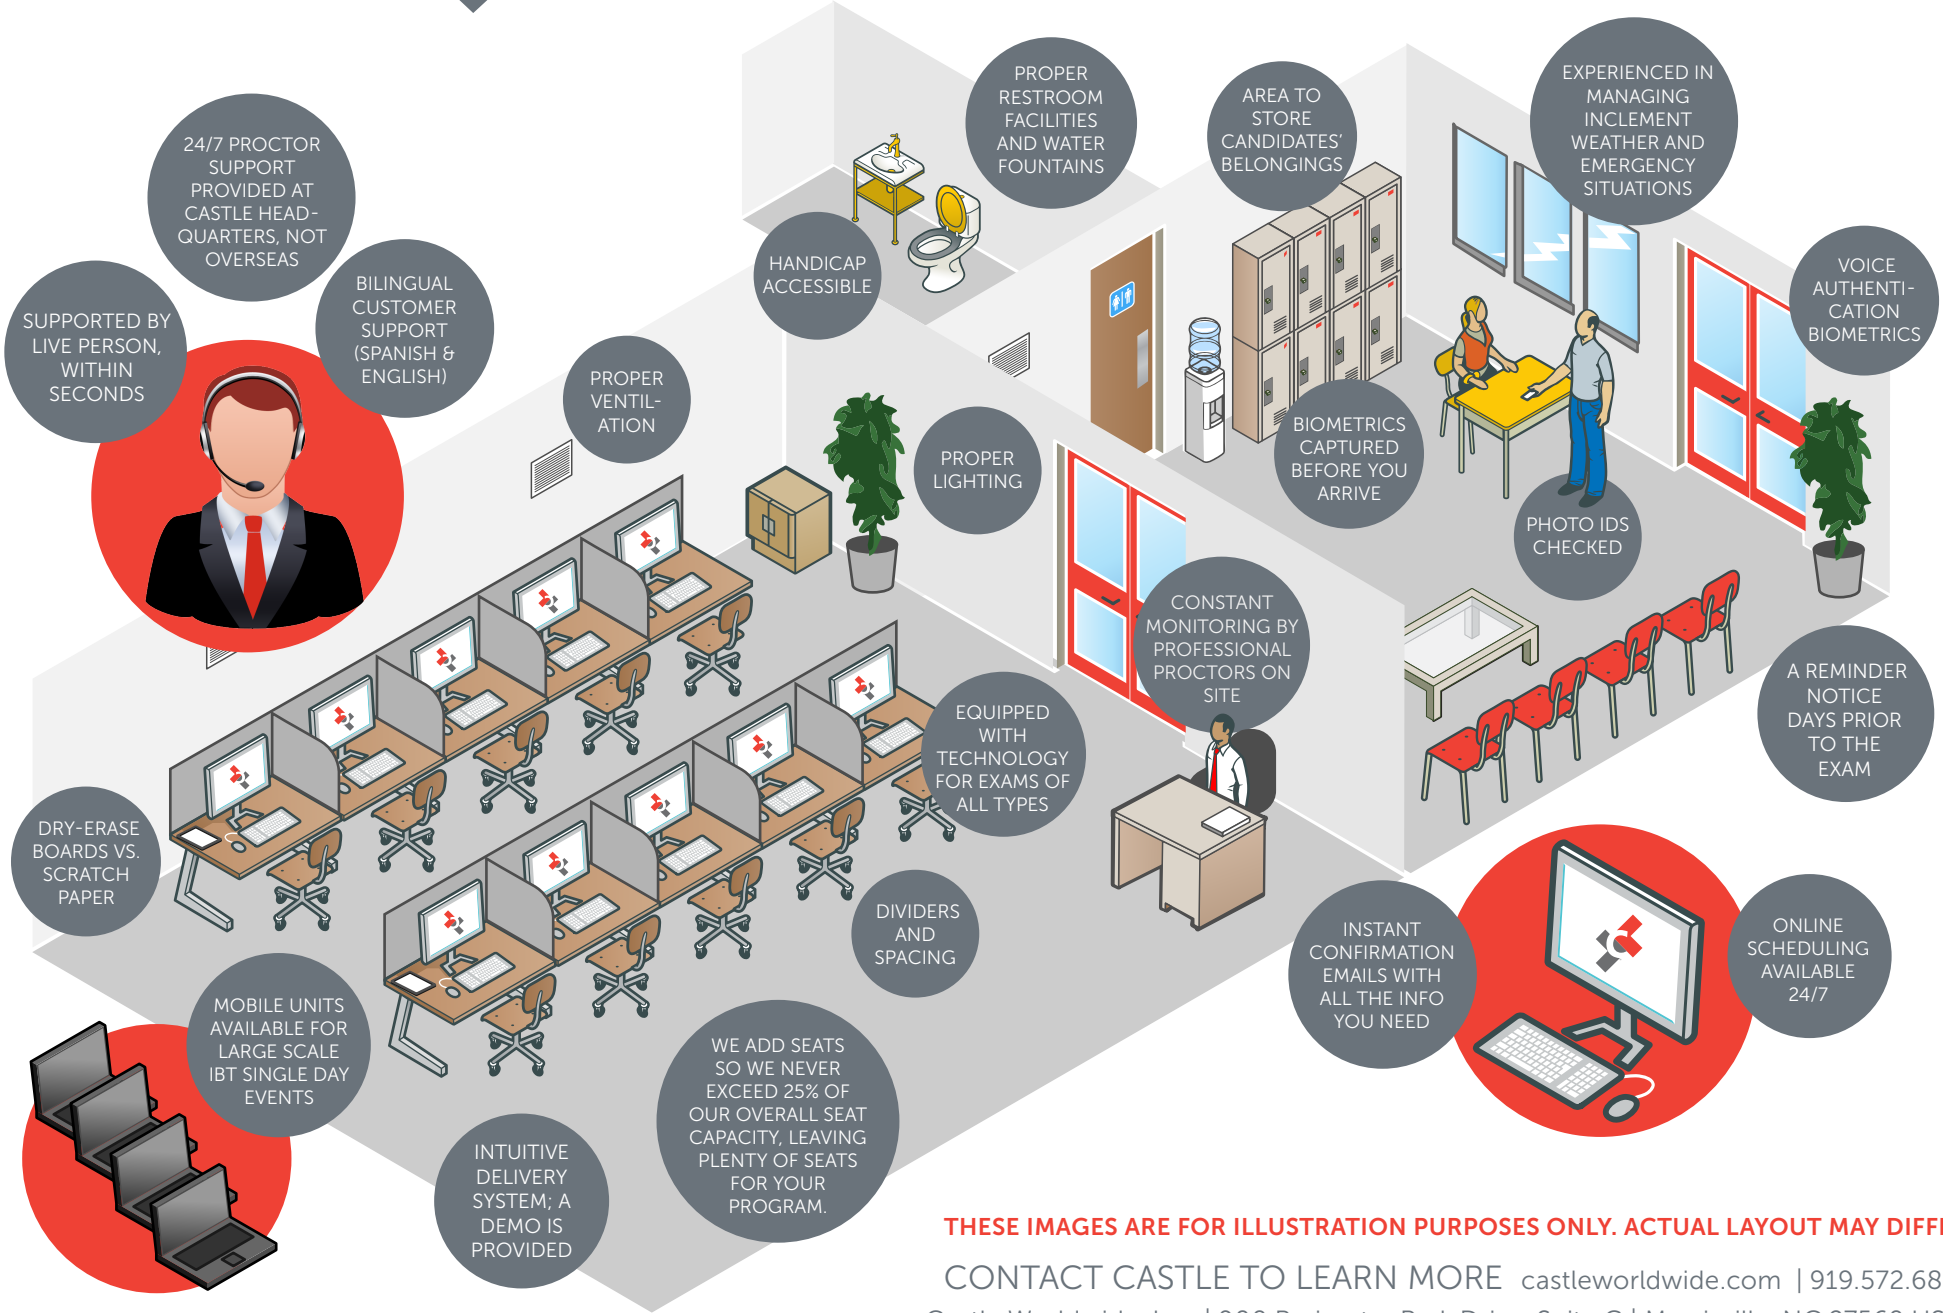 24/7 PROCTOR
SUPPORT
PROVIDED AT
CASTLE HEAD-
QUARTERS, NOT
OVERSEAS
SUPPORTED BY
LIVE PERSON,
WITHIN
SECONDS
BILINGUAL
CUSTOMER
SUPPORT
(SPANISH &
ENGLISH)
PROPER
VENTIL-
ATION
HANDICAP
ACCESSIBLE
PROPER
RESTROOM
FACILITIES
AND WATER
FOUNTAINS
AREA TO
STORE
CANDIDATES'
BELONGINGS
EXPERIENCED IN
MANAGING
INCLEMENT
WEATHER AND
EMERGENCY
SITUATIONS
VOICE
AUTHENTI-
CATION
BIOMETRICS
PROPER
LIGHTING
BIOMETRICS
CAPTURED
BEFORE YOU
ARRIVE
PHOTO IDS
CHECKED
CONSTANT
MONITORING BY
PROFESSIONAL
PROCTORS ON
SITE
A REMINDER
NOTICE
DAYS PRIOR
TO THE
EXAM
EQUIPPED
WITH
TECHNOLOGY
FOR EXAMS OF
ALL TYPES
DRY-ERASE
BOARDS VS.
SCRATCH
PAPER
DIVIDERS
AND
SPACING
INSTANT
CONFIRMATION
EMAILS WITH
ALL THE INFO
YOU NEED
ONLINE
SCHEDULING
AVAILABLE
24/7
MOBILE UNITS
AVAILABLE FOR
LARGE SCALE
IBT SINGLE DAY
EVENTS
WE ADD SEATS
SO WE NEVER
EXCEED 25% OF
OUR OVERALL SEAT
CAPACITY, LEAVING
PLENTY OF SEATS
FOR YOUR
PROGRAM.
INTUITIVE
DELIVERY
SYSTEM; A
DEMO IS
PROVIDED
THESE IMAGES ARE FOR ILLUSTRATION PURPOSES ONLY. ACTUAL LAYOUT MAY
CONTACT CASTLE TO LEARN MORE castleworldwide.com | 919.572.68